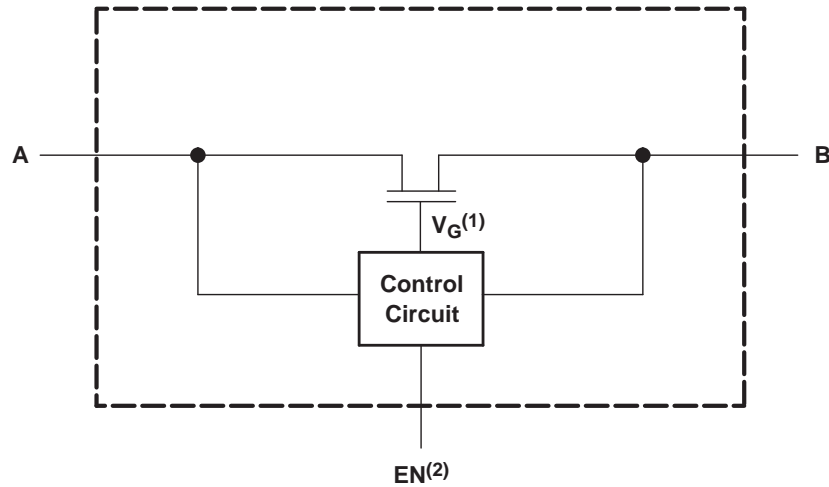 A
B
VG(1)
Control
Circuit
EN(2)